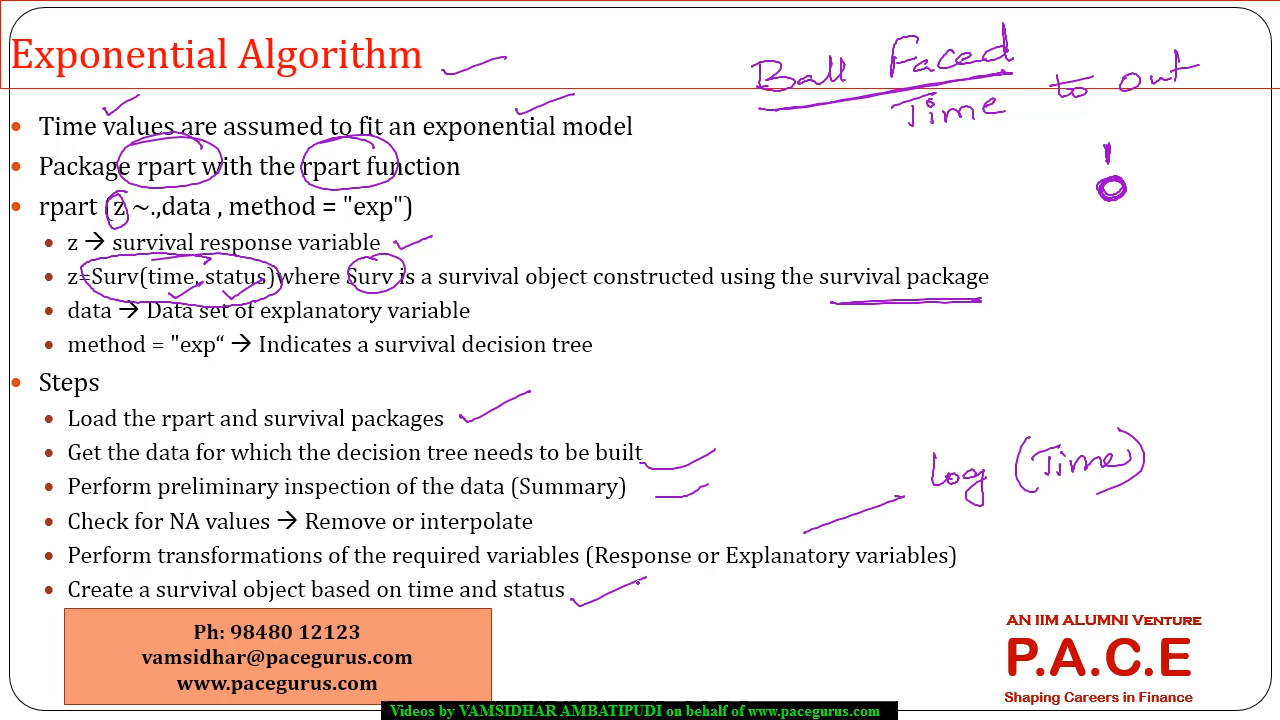 Exponential Algorithm
Ball Faced
Time to out
1
0
• Time values are assumed to fit an exponential model
• Package rpart with the rpart function
• rpart (z ~.,data , method = "exp")
• z → survival response variable
• z=Surv(time, status)where Surv is a survival object constructed using the survival package
• data → Data set of explanatory variable
• method = "exp“ → Indicates a survival decision tree
• Steps
• Load the rpart and survival packages
• Get the data for which the decision tree needs to be built
• Perform preliminary inspection of the data (Summary)
• Check for NA values → Remove or interpolate
• Perform transformations of the required variables (Response or Explanatory variables)
• Create a survival object based on time and status
Log (Time)
Ph: 98480 12123
vamsidhar@pacegurus.com
www.pacegurus.com
AN IIM ALUMNI VENTURE
P.A.C.E
Shaping Careers in Finance
Videos by VAMSIDHAR AMBATIPUDI on behalf of www.pacegurus.com